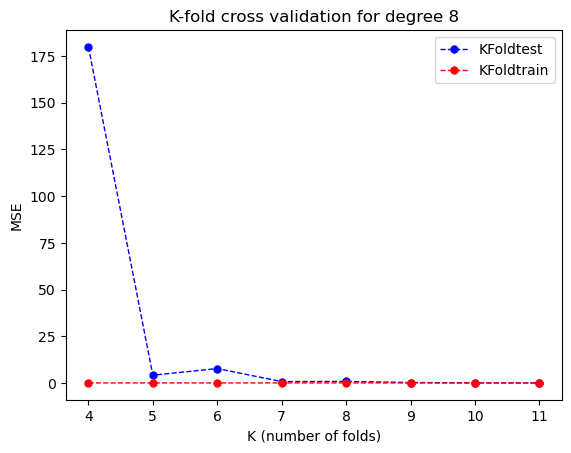 K-fold cross validation for degree 8
KFoldtest
KFoldtrain
175
150
125
100
75
50
25
0
MSE
4 5 6 7 8 9 10 11
K (number of folds)